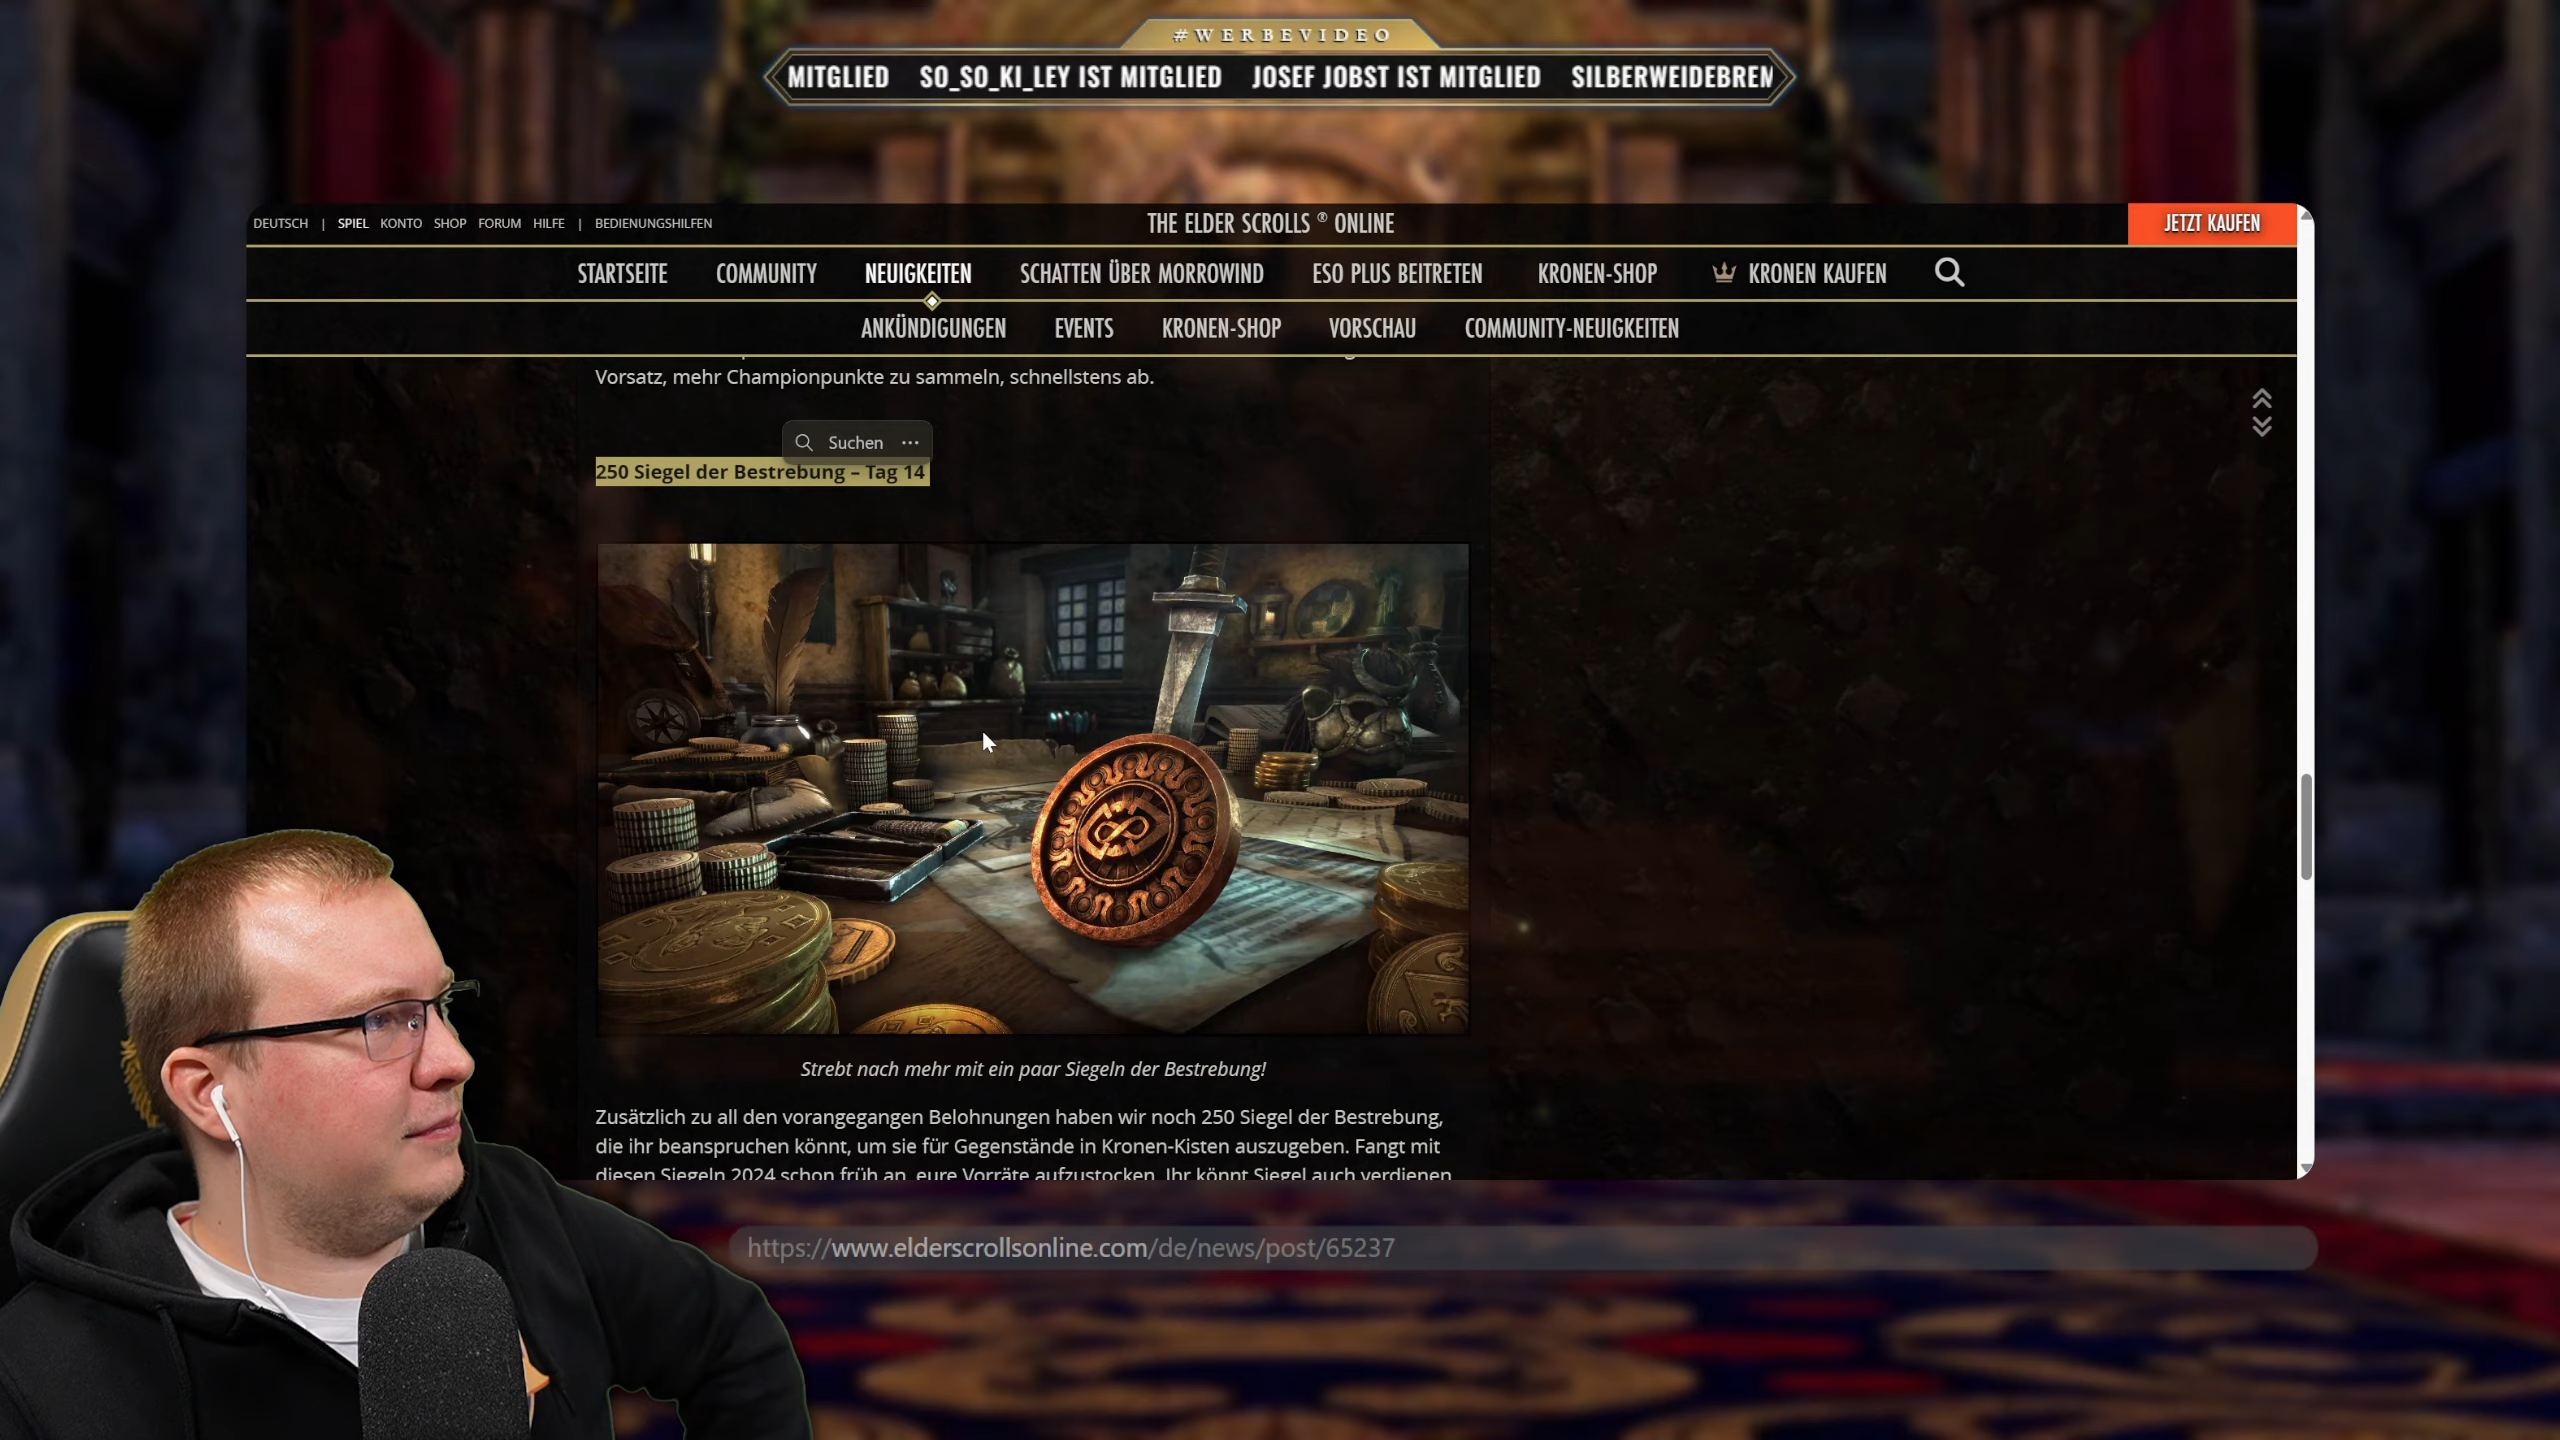 #WERBEVIDEO
MITGLIED SO_SO_KI_LEY IST MITGLIED JOSEF JOBST IST MITGLIED SILBERWEIDEBREN
DEUTSCH | SPIEL KONTO SHOP FORUM HILFE | BEDIENUNGSHILFEN
THE ELDER SCROLLS ® ONLINE
JETZT KAUFEN
STARTSEITE COMMUNITY NEUIGKEITEN SCHATTEN ÜBER MORROWIND ESO PLUS BEITRETEN KRONEN-SHOP KRONEN KAUFEN
ANKÜNDIGUNGEN EVENTS KRONEN-SHOP VORSCHAU COMMUNITY-NEUIGKEITEN
Vorsatz, mehr Championpunkte zu sammeln, schnellstens ab.
Suchen ...
250 Siegel der Bestrebung – Tag 14
Strebt nach mehr mit ein paar Siegeln der Bestrebung!
Zusätzlich zu all den vorangegangen Belohnungen haben wir noch 250 Siegel der Bestrebung,
die ihr beanspruchen könnt, um sie für Gegenstände in Kronen-Kisten auszugeben. Fangt mit
diesen Siegeln 2024 schon früh an, eure Vorräte aufzustocken. Ihr könnt Siegel auch verdienen,
https://www.elderscrollsonline.com/de/news/post/65237